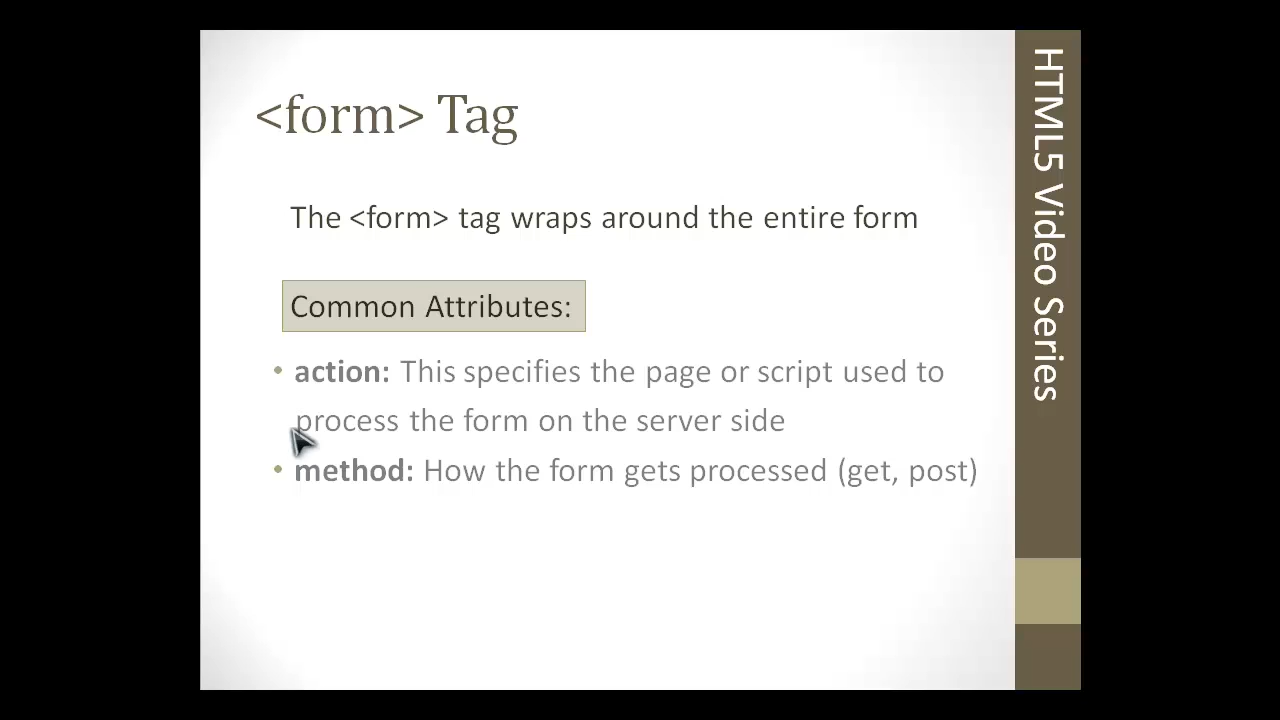 <form> Tag
The <form> tag wraps around the entire form
Common Attributes:
• action: This specifies the page or script used to
process the form on the server side
• method: How the form gets processed (get, post)
HTML5 Video Series